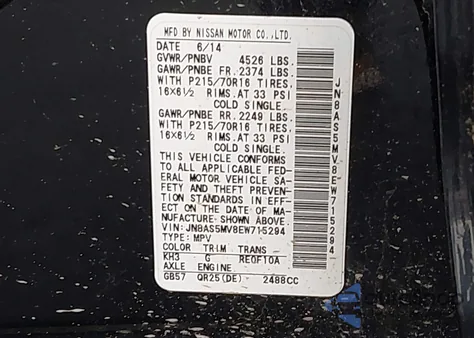 MFD BY NISSAN MOTOR CO.,LTD.
DATE 6/14
GVWR/PNBV 4526 LBS.
GAWR/PNBE FR. 2374 LBS.
WITH P215/70R16 TIRES,
16X6½ RIMS. AT 33 PSI
COLD SINGLE.
GAWR/PNBE RR. 2249 LBS.
WITH P215/70R16 TIRES,
16X6½ RIMS. AT 33 PSI
COLD SINGLE.
THIS VEHICLE CONFORMS
TO ALL APPLICABLE FED-
ERAL MOTOR VEHICLE SA-
FETY AND THEFT PREVEN-
TION STANDARDS IN EFF-
ECT ON THE DATE OF MA-
NUFACTURE SHOWN ABOVE.
VIN: JN8AS5MV8EW715294
TYPE: MPV
COLOR TRIM TRANS
KH3 G RE0F10A
AXLE ENGINE
GB57 QR25(DE) 2488CC
JN8AS5MV8EW715294